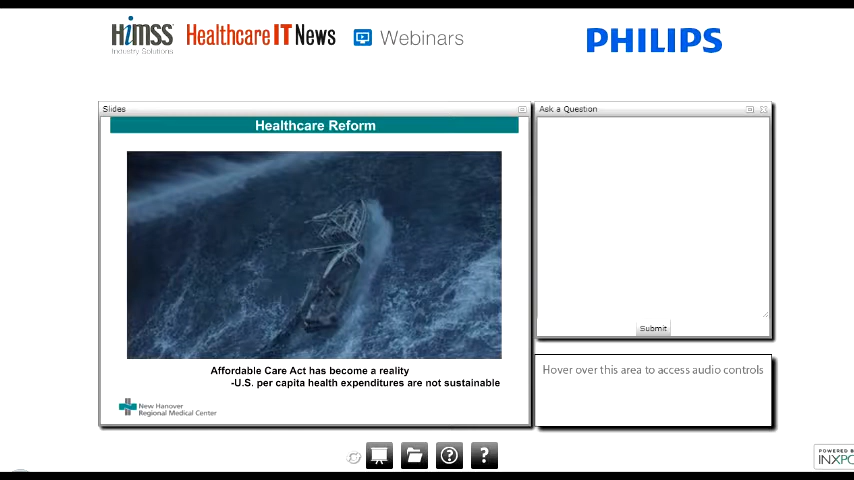 HiMSS
Industry Solutions
Healthcare IT News
Webinars
PHILIPS
Slides
Ask a Question
Healthcare Reform
Affordable Care Act has become a reality
-U.S. per capita health expenditures are not sustainable
New Hanover
Regional Medical Center
Submit
Hover over this area to access audio controls
POWERED BY
INXPO